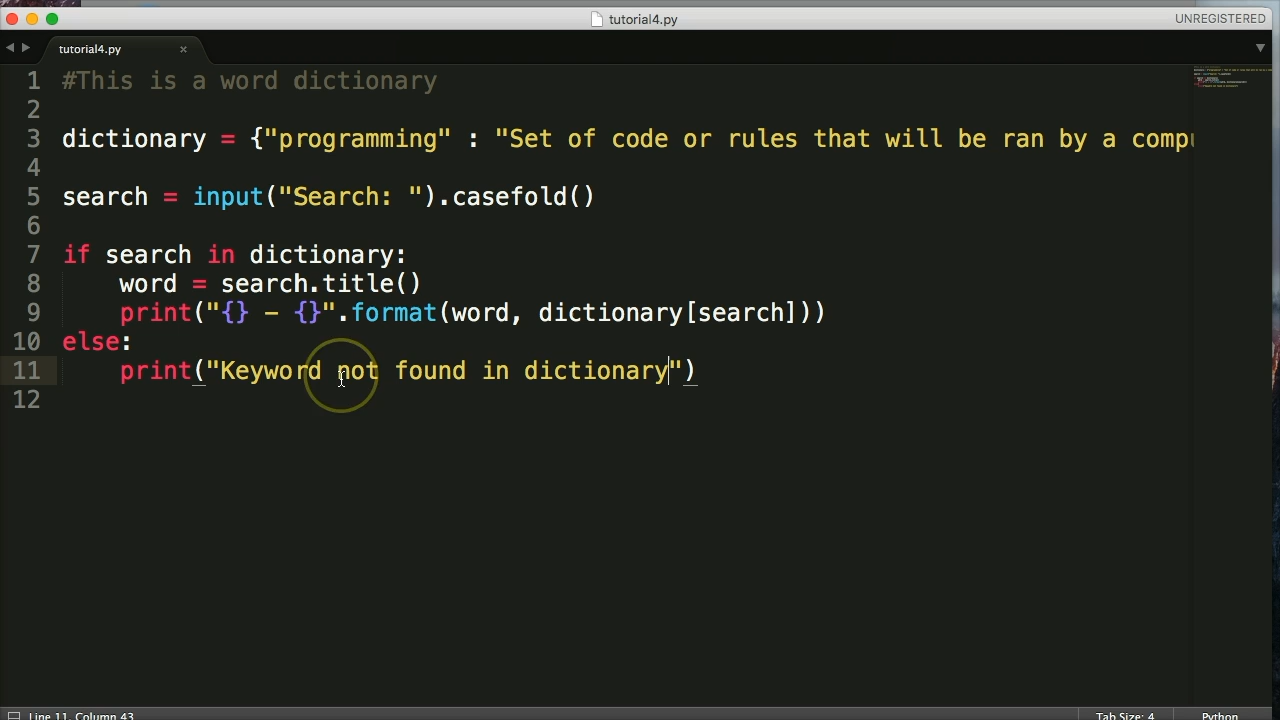 tutorial4.py
UNREGISTERED
tutorial4.py ×
1 #This is a word dictionary
2
3 dictionary = {"programming" : "Set of code or rules that will be ran by a compu
4
5 search = input("Search: ").casefold()
6
7 if search in dictionary:
8 word = search.title()
9 print("{} - {}".format(word, dictionary[search]))
10 else:
11 print("Keyword not found in dictionary")
12
Line 11, Column 43
Tab Size: 4
Python